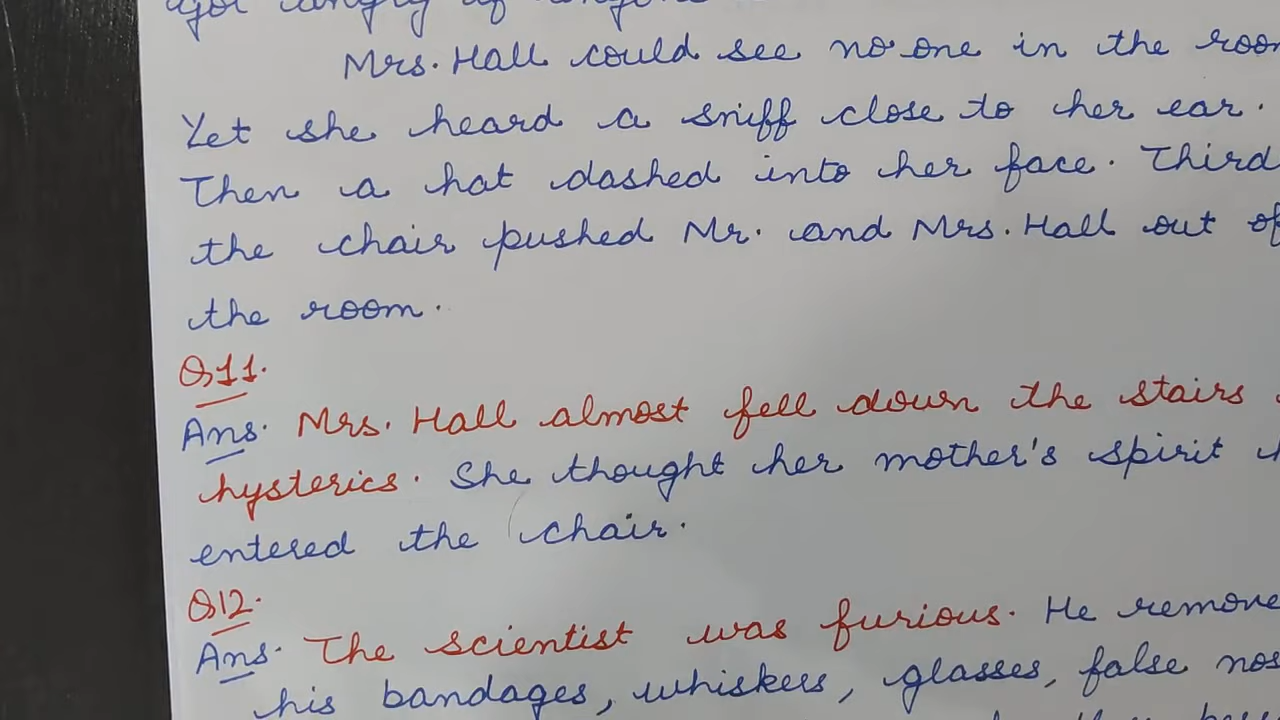 Mrs. Hall could see no one in the
Yet she heard a sniff close to her ear.
Then a hat dashed into her face. Third
the chair pushed Mr. and Mrs. Hall out of
the room.
Q11.
Ans. Mrs. Hall almost fell down the stairs
hysterics. She thought her mother's spirit
entered the chair.
Q12.
Ans. The scientist was furious. He
his bandages, whiskers, glasses, false